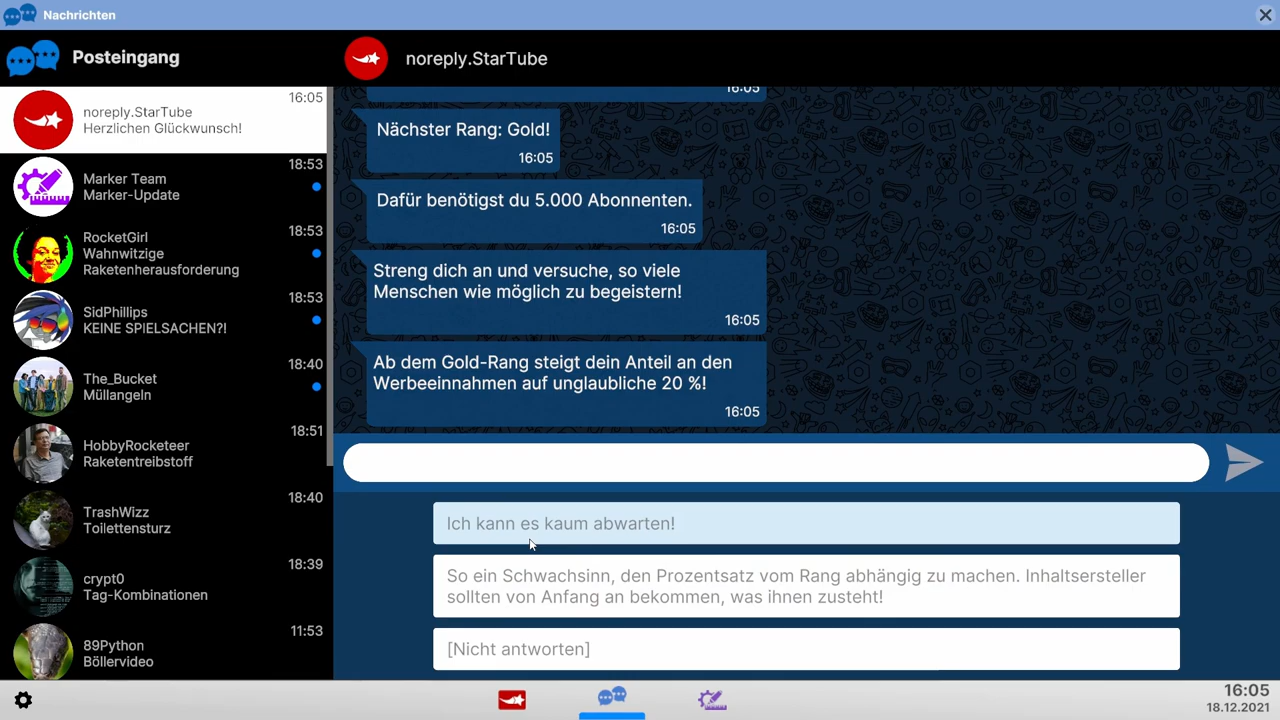 Nachrichten
Posteingang
noreply.StarTube
16:05
noreply.StarTube
Herzlichen Glückwunsch!
18:53
Marker Team
Marker-Update
18:53
RocketGirl
Wahnwitzige
Raketenherausforderung
18:53
SidPhillips
KEINE SPIELSACHEN?!
18:40
The_Bucket
Müllangeln
18:51
HobbyRocketeer
Raketentreibstoff
18:40
TrashWizz
Toilettensturz
18:39
crypt0
Tag-Kombinationen
11:53
89Python
Böllervideo
16:05
Nächster Rang: Gold!
16:05
Dafür benötigst du 5.000 Abonnenten.
16:05
Streng dich an und versuche, so viele
Menschen wie möglich zu begeistern!
16:05
Ab dem Gold-Rang steigt dein Anteil an den
Werbeeinnahmen auf unglaubliche 20 %!
16:05
Ich kann es kaum abwarten!
So ein Schwachsinn, den Prozentsatz vom Rang abhängig zu machen. Inhaltsersteller
sollten von Anfang an bekommen, was ihnen zusteht!
[Nicht antworten]
16:05
18.12.2021